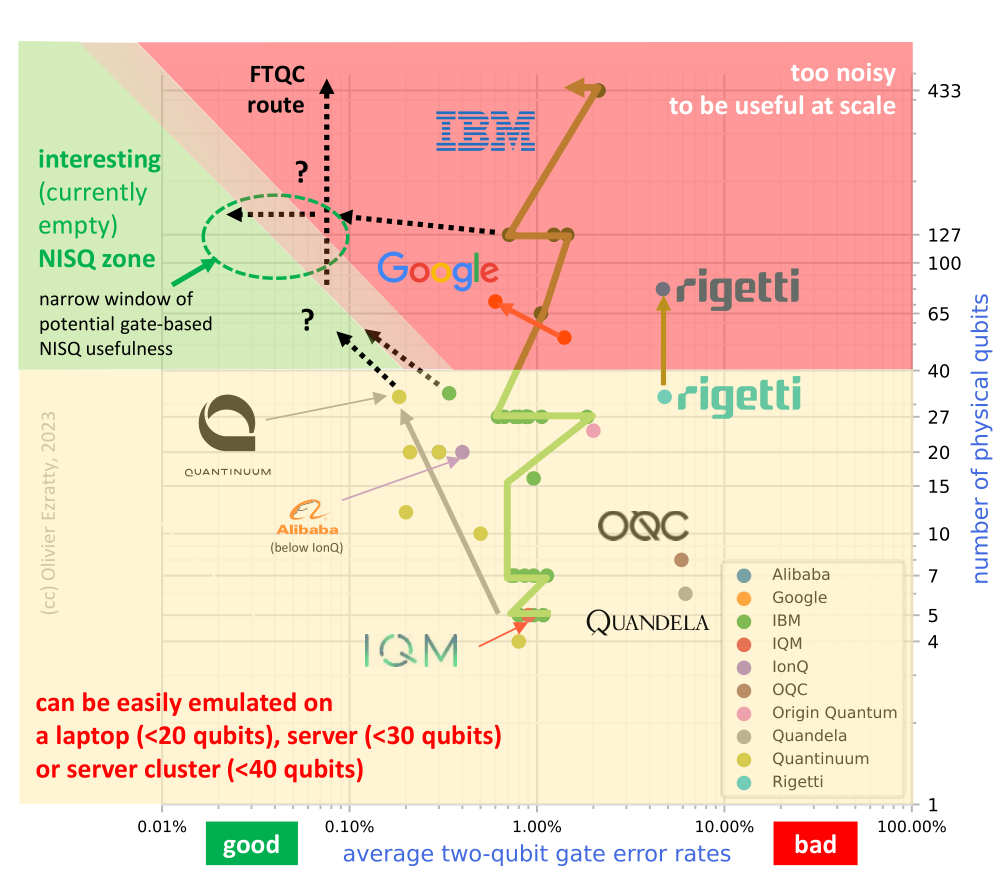 FTQC
route
too noisy
to be useful at scale
433
IBM
interesting
(currently
empty)
NISQ zone
?
127
Google
100
rigetti
narrow window of
potential gate-based
NISQ usefulness
?
65
40
rigetti
27
QUANTINUUM
20
15
Alibaba
(below IonQ)
OQC
10
7
5
4
1
number of physical qubits
(cc) Olivier Ezratty, 2023
IQM
QUANDELA
Alibaba
Google
IBM
IQM
IonQ
OQC
Origin Quantum
Quandela
Quantinuum
Rigetti
can be easily emulated on
a laptop (<20 qubits), server (<30 qubits)
or server cluster (<40 qubits)
0.01%
0.10%
1.00%
10.00%
100.00%
good
average two-qubit gate error rates
bad